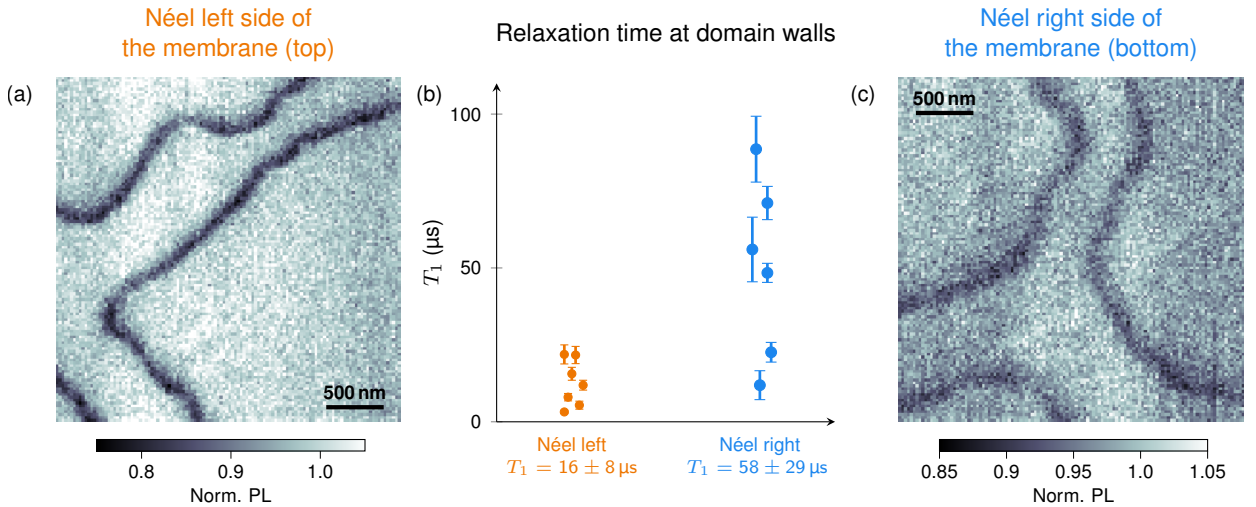 Néel left side of
the membrane (top)
Relaxation time at domain walls
Néel right side of
the membrane (bottom)
(a)
500 nm
0.8 0.9 1.0
Norm. PL
(b)
T₁ (µs)
100
50
0
Néel left
T₁ = 16 ± 8 µs
Néel right
T₁ = 58 ± 29 µs
(c)
500 nm
0.85 0.9 0.95 1.0 1.05
Norm. PL